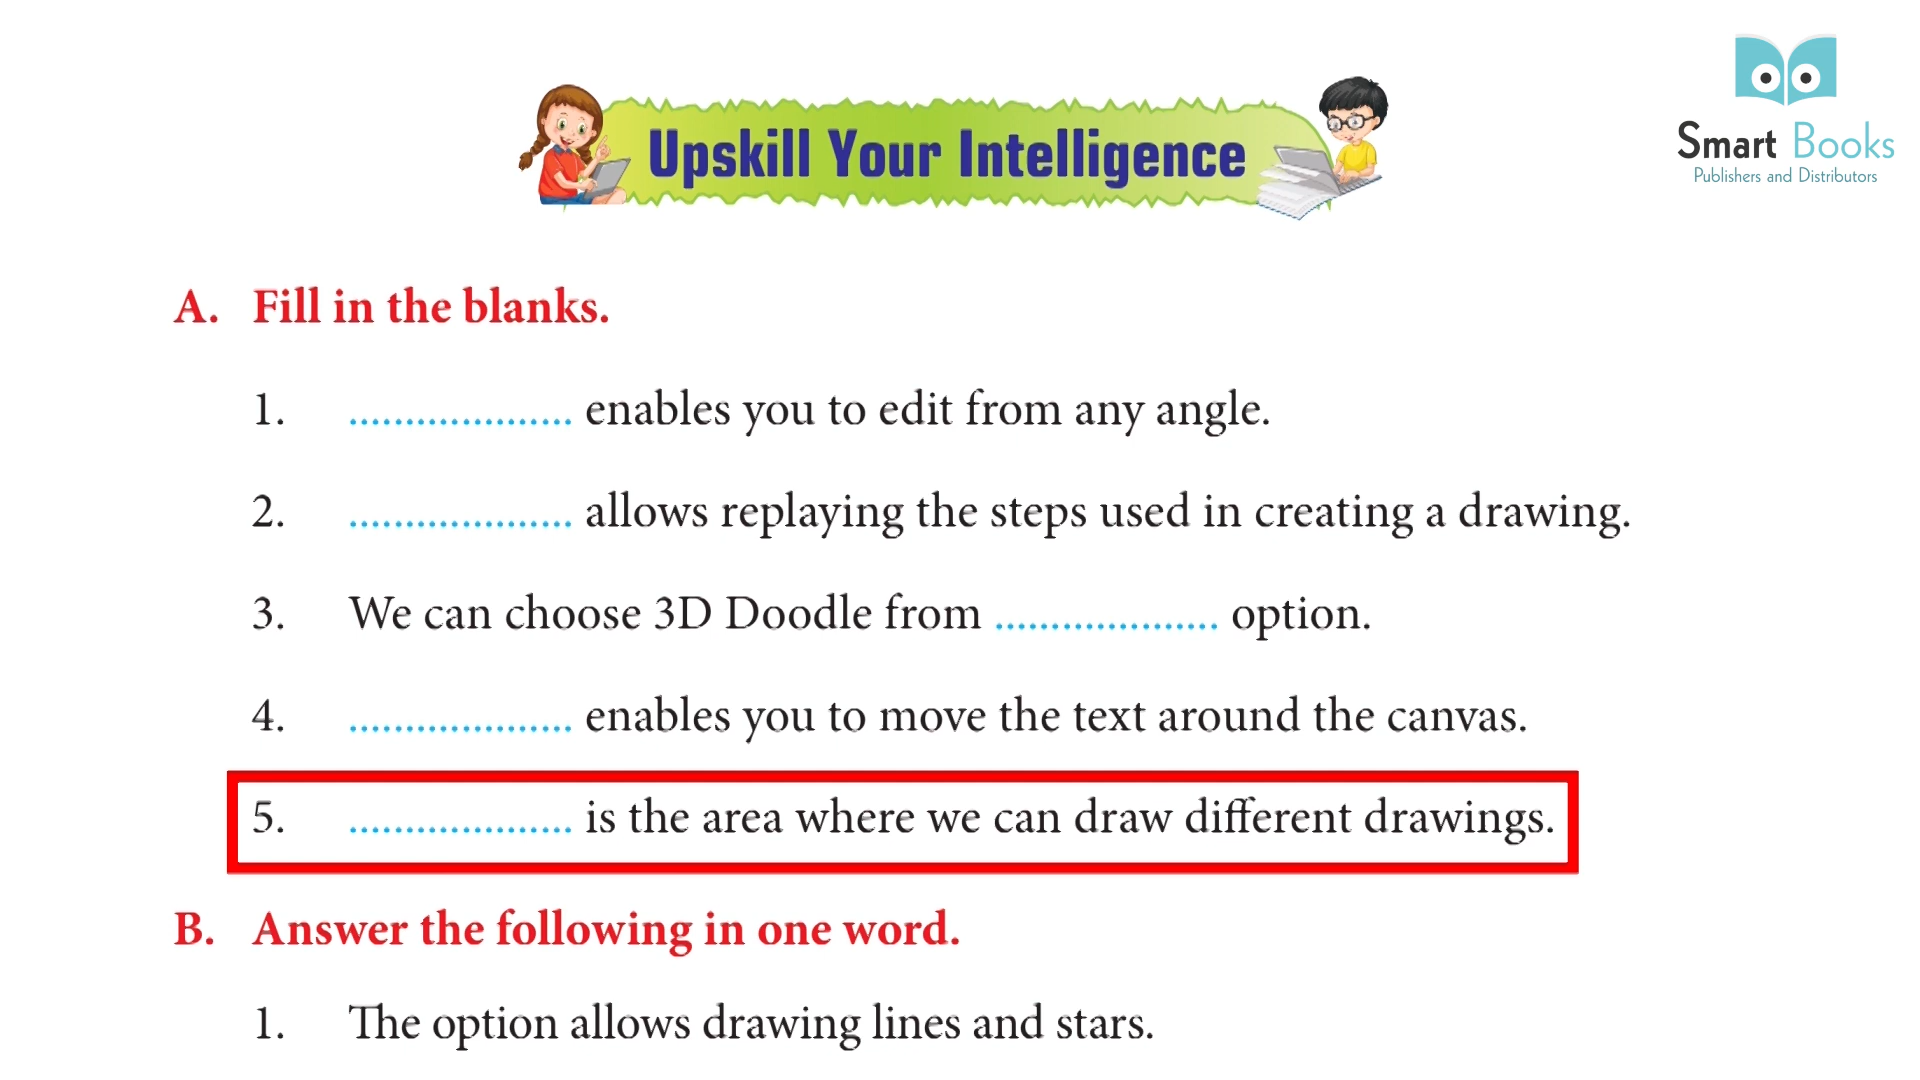 Smart Books
Publishers and Distributors
Upskill Your Intelligence
A. Fill in the blanks.
1. .................... enables you to edit from any angle.
2. .................... allows replaying the steps used in creating a drawing.
3. We can choose 3D Doodle from .................... option.
4. .................... enables you to move the text around the canvas.
5. .................... is the area where we can draw different drawings.
B. Answer the following in one word.
1. The option allows drawing lines and stars.